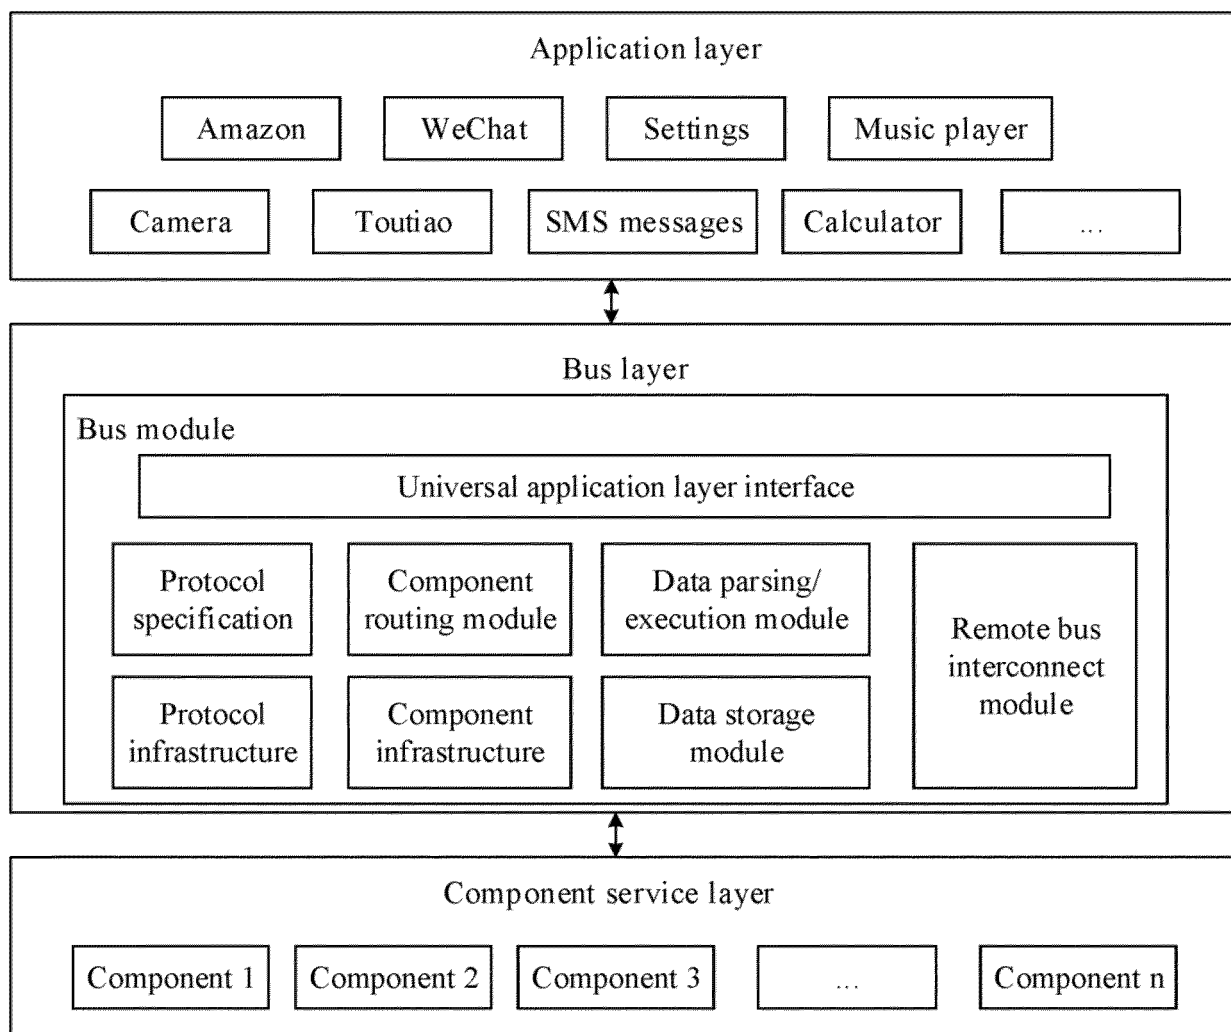 Application layer
Amazon
WeChat
Settings
Music player
Camera
Toutiao
SMS messages
Calculator
...
Bus layer
Bus module
Universal application layer interface
Protocol
specification
Component
routing module
Data parsing/
execution module
Remote bus
interconnect
module
Protocol
infrastructure
Component
infrastructure
Data storage
module
Component service layer
Component 1
Component 2
Component 3
...
Component n